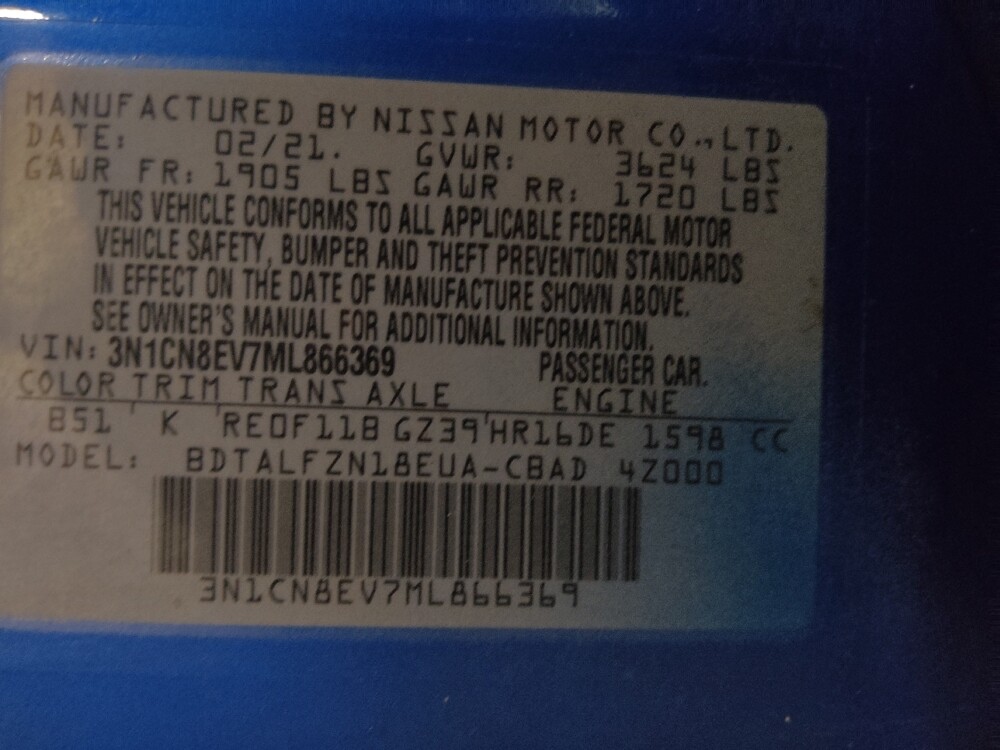 MANUFACTURED BY NISSAN MOTOR CO.,LTD.
DATE: 02/21. GVWR: 3624 LBS
GAWR FR: 1905 LBS GAWR RR: 1720 LBS
THIS VEHICLE CONFORMS TO ALL APPLICABLE FEDERAL MOTOR
VEHICLE SAFETY, BUMPER AND THEFT PREVENTION STANDARDS
IN EFFECT ON THE DATE OF MANUFACTURE SHOWN ABOVE.
SEE OWNER'S MANUAL FOR ADDITIONAL INFORMATION.
VIN: 3N1CN8EV7ML866369 PASSENGER CAR.
COLOR TRIM TRANS AXLE ENGINE
B51 K RE0F11B GZ39 HR16DE 1598 CC
MODEL: BDTALFZN18EUA-CBAD 4Z000
3N1CN8EV7ML866369